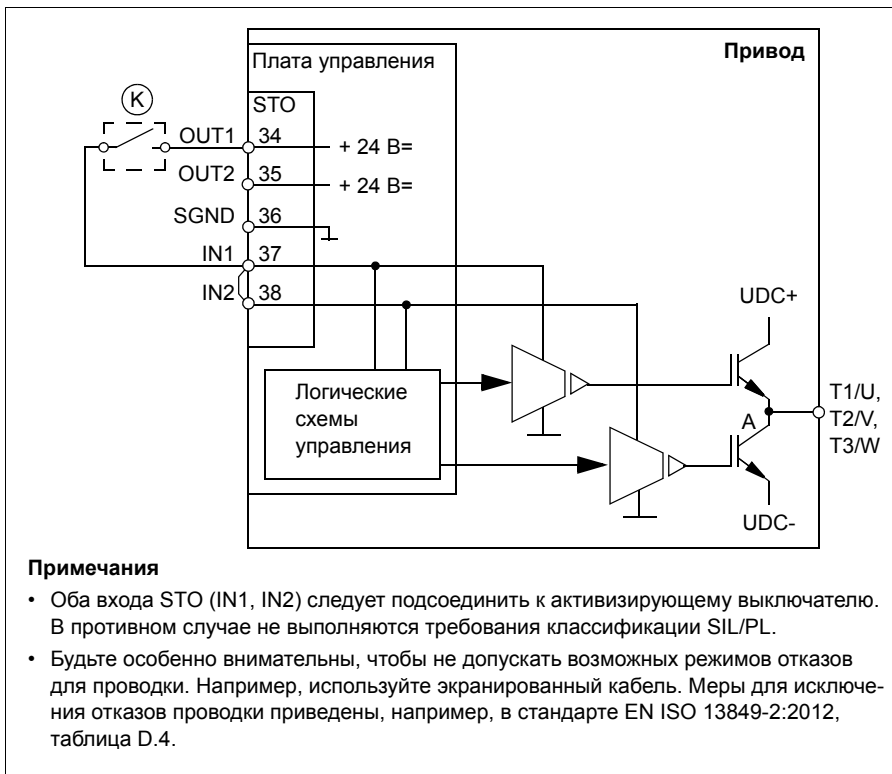 Привод
Плата управления
K
STO
OUT1 34 + 24 В=
OUT2 35 + 24 В=
SGND 36
IN1 37
IN2 38
UDC+
Логические
схемы
управления
A
T1/U,
T2/V,
T3/W
UDC-
Примечания
• Оба входа STO (IN1, IN2) следует подсоединить к активизирующему выключателю.
В противном случае не выполняются требования классификации SIL/PL.
• Будьте особенно внимательны, чтобы не допускать возможных режимов отказов
для проводки. Например, используйте экранированный кабель. Меры для исключе-
ния отказов проводки приведены, например, в стандарте EN ISO 13849-2:2012,
таблица D.4.